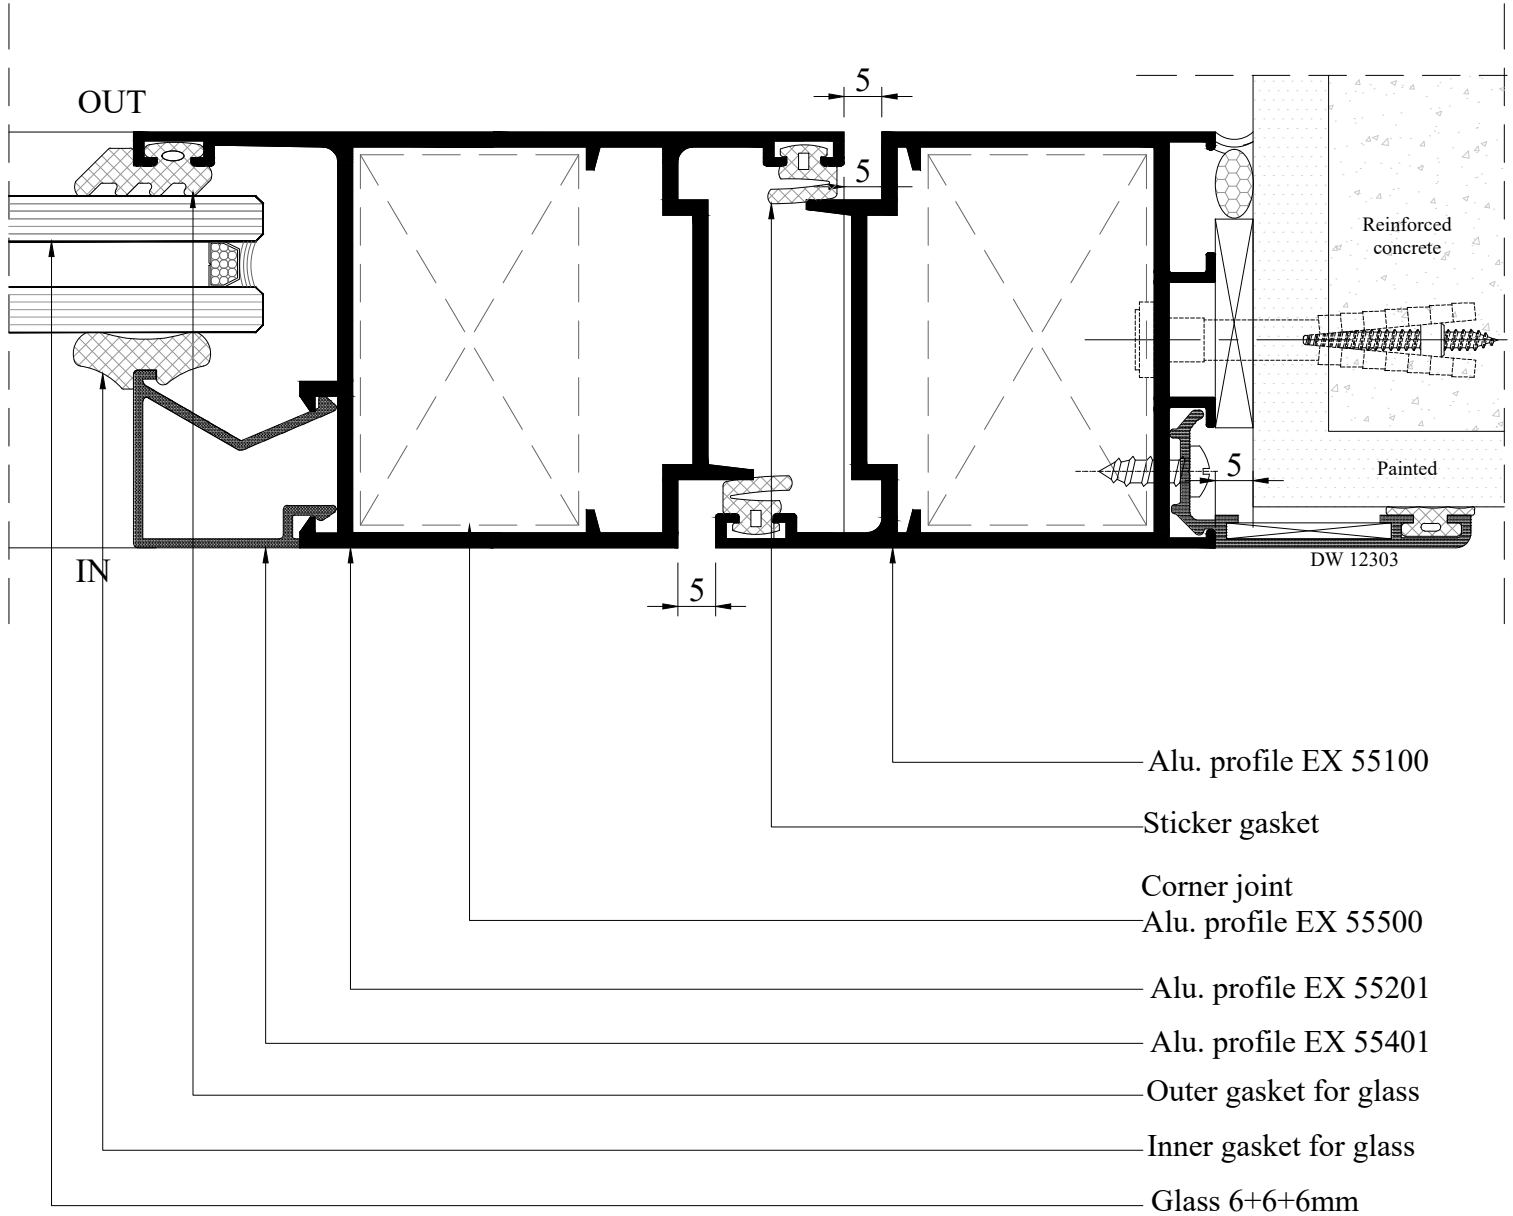 5
OUT
5
Reinforced
concrete
5
Painted
DW 12303
IN
5
Alu. profile EX 55100
Sticker gasket
Corner joint
Alu. profile EX 55500
Alu. profile EX 55201
Alu. profile EX 55401
Outer gasket for glass
Inner gasket for glass
Glass 6+6+6mm